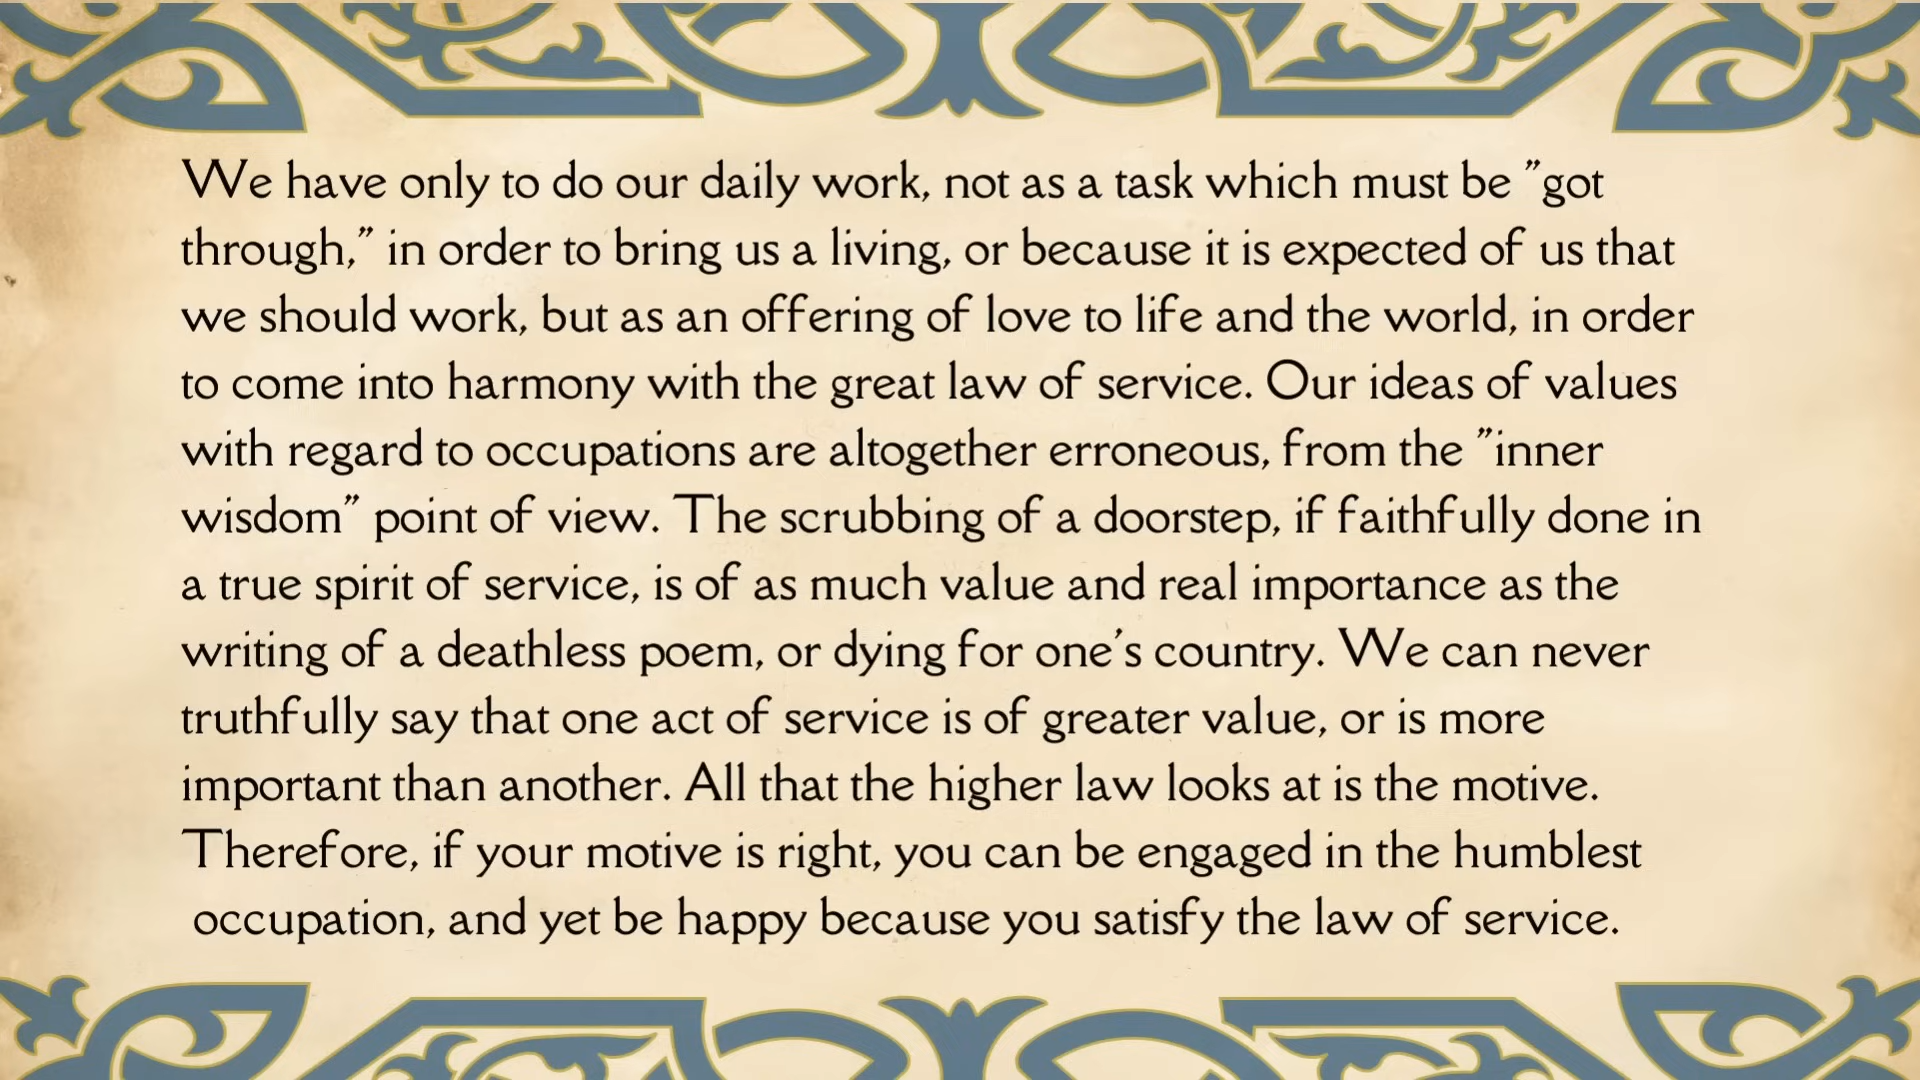 We have only to do our daily work, not as a task which must be "got
through," in order to bring us a living, or because it is expected of us that
we should work, but as an offering of love to life and the world, in order
to come into harmony with the great law of service. Our ideas of values
with regard to occupations are altogether erroneous, from the "inner
wisdom" point of view. The scrubbing of a doorstep, if faithfully done in
a true spirit of service, is of as much value and real importance as the
writing of a deathless poem, or dying for one's country. We can never
truthfully say that one act of service is of greater value, or is more
important than another. All that the higher law looks at is the motive.
Therefore, if your motive is right, you can be engaged in the humblest
occupation, and yet be happy because you satisfy the law of service.